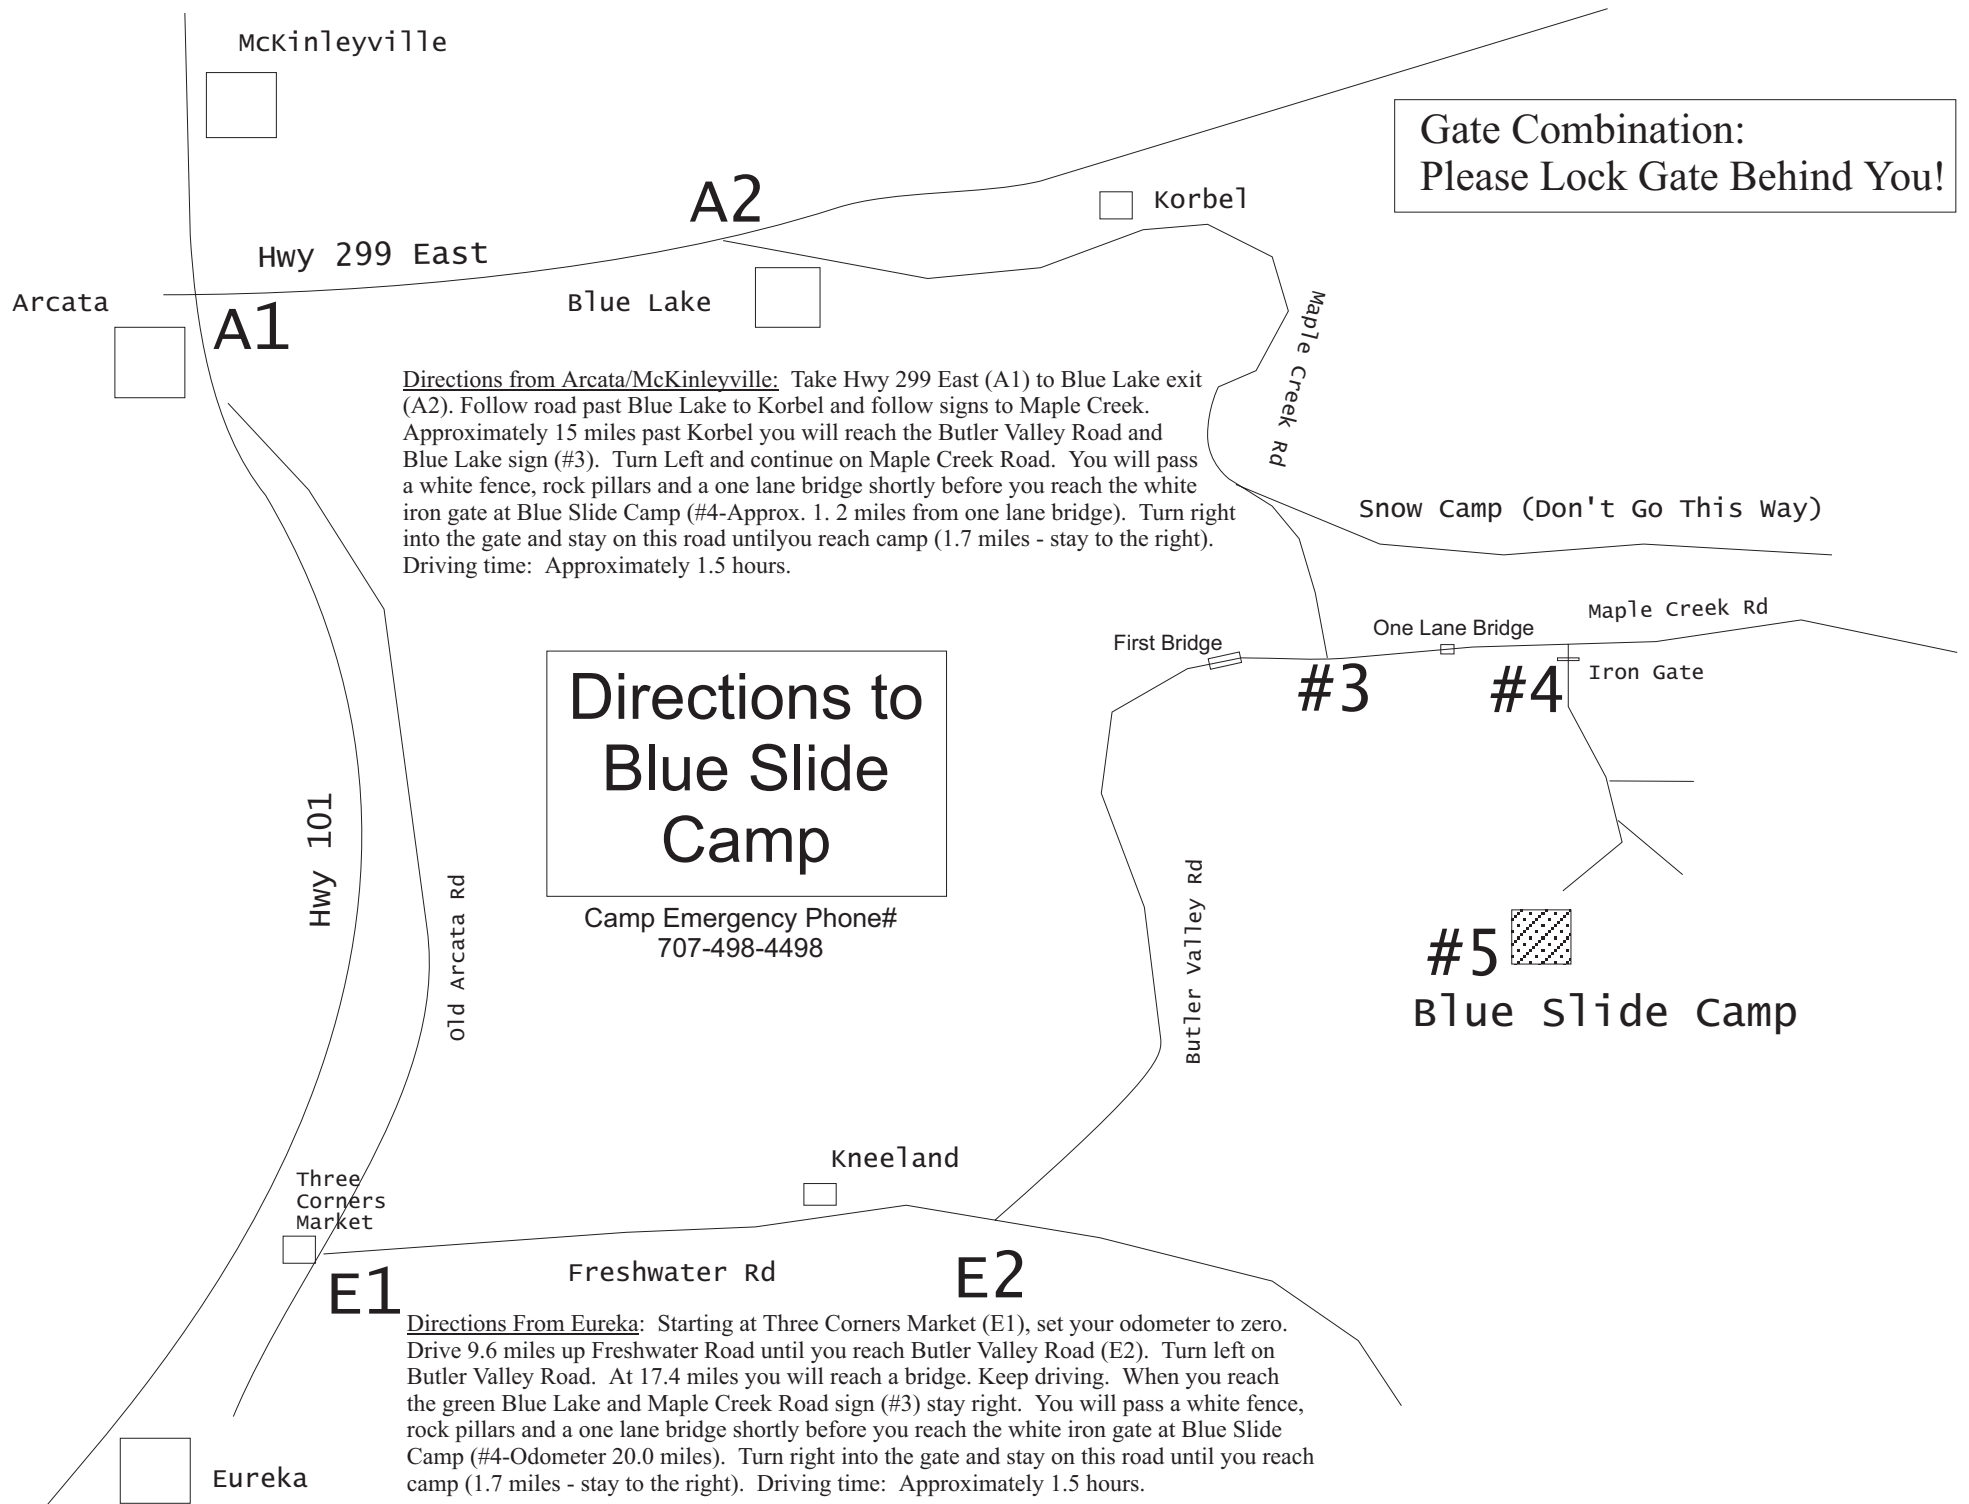 McKinleyville
Gate Combination:
Please Lock Gate Behind You!
A2
Korbel
Hwy 299 East
Arcata
A1
Blue Lake
Maple Creek Rd
Directions from Arcata/McKinleyville:  Take Hwy 299 East (A1) to Blue Lake exit
(A2). Follow road past Blue Lake to Korbel and follow signs to Maple Creek.
Approximately 15 miles past Korbel you will reach the Butler Valley Road and
Blue Lake sign (#3).  Turn Left and continue on Maple Creek Road.  You will pass
a white fence, rock pillars and a one lane bridge shortly before you reach the white
iron gate at Blue Slide Camp (#4-Approx. 1. 2 miles from one lane bridge).  Turn right
into the gate and stay on this road untilyou reach camp (1.7 miles - stay to the right).
Driving time:  Approximately 1.5 hours.
Snow Camp (Don't Go This Way)
Maple Creek Rd
One Lane Bridge
First Bridge
#3
#4
Iron Gate
Directions to
Blue Slide
Camp
Camp Emergency Phone#
707-498-4498
Hwy 101
Old Arcata Rd
Butler Valley Rd
#5
Blue Slide Camp
Three
Corners
Market
Kneeland
E1
Freshwater Rd
E2
Directions From Eureka:  Starting at Three Corners Market (E1), set your odometer to zero.
Drive 9.6 miles up Freshwater Road until you reach Butler Valley Road (E2).  Turn left on
Butler Valley Road.  At 17.4 miles you will reach a bridge. Keep driving.  When you reach
the green Blue Lake and Maple Creek Road sign (#3) stay right.  You will pass a white fence,
rock pillars and a one lane bridge shortly before you reach the white iron gate at Blue Slide
Camp (#4-Odometer 20.0 miles).  Turn right into the gate and stay on this road until you reach
camp (1.7 miles - stay to the right).  Driving time:  Approximately 1.5 hours.
Eureka